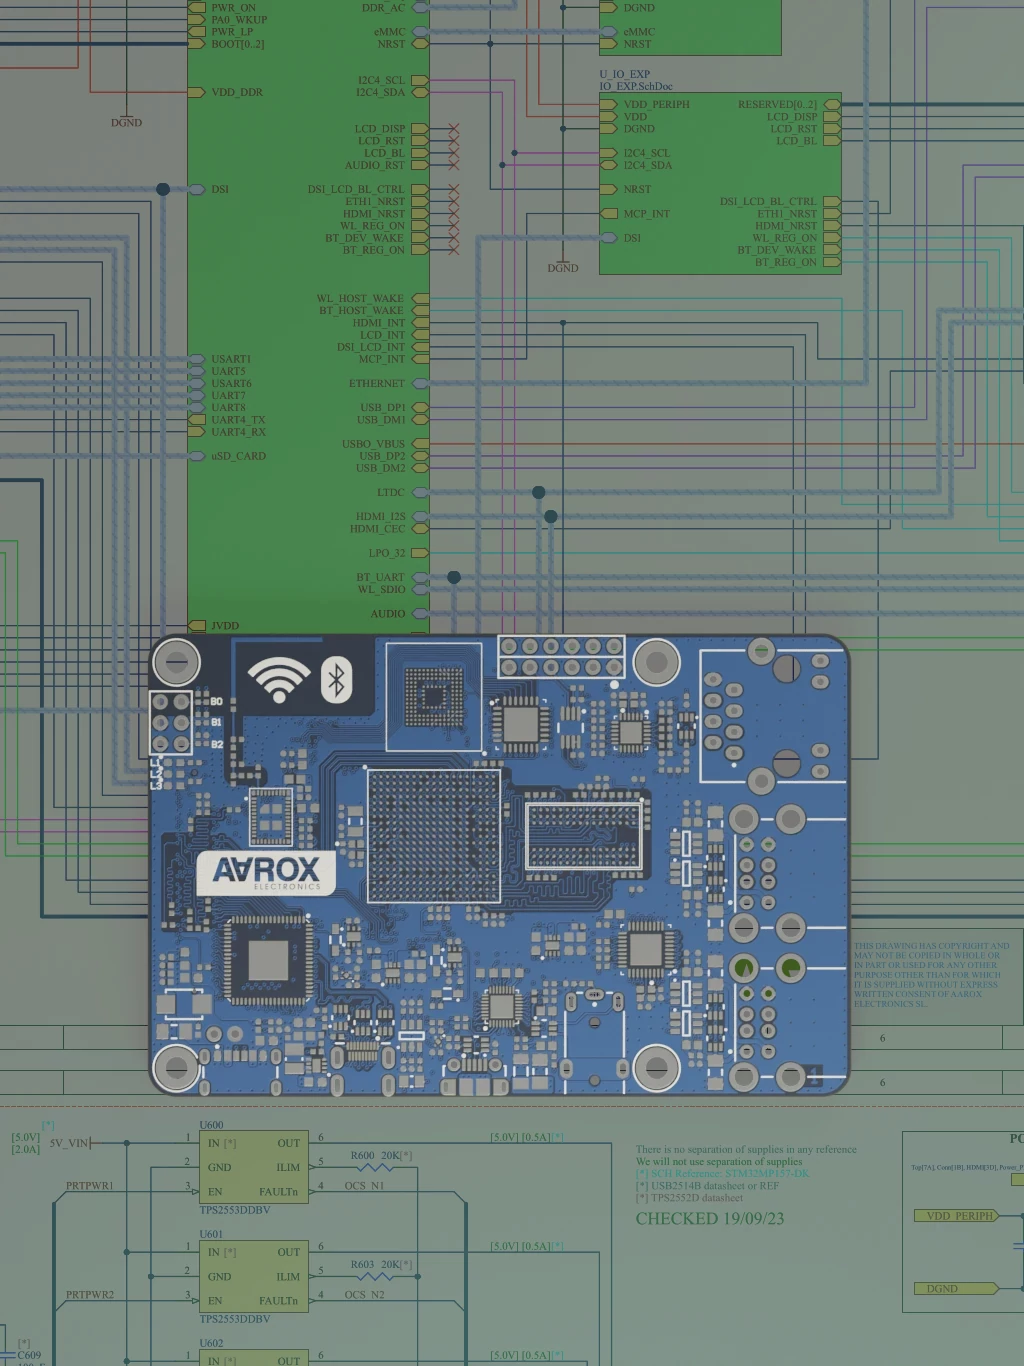 PWR_ON
PA0_WKUP
PWR_LP
BOOT[0..2]
VDD_DDR
DGND
DSI
USART1
UART5
USART6
UART7
UART8
UART4_TX
UART4_RX
uSD_CARD
JVDD
DDR_AC
eMMC
NRST
I2C4_SCL
I2C4_SDA
LCD_DISP
LCD_RST
LCD_BL
AUDIO_RST
DSI_LCD_BL_CTRL
ETH1_NRST
HDMI_NRST
WL_REG_ON
BT_DEV_WAKE
BT_REG_ON
WL_HOST_WAKE
BT_HOST_WAKE
HDMI_INT
LCD_INT
DSI_LCD_INT
MCP_INT
ETHERNET
USB_DP1
USB_DM1
USBO_VBUS
USB_DP2
USB_DM2
LTDC
HDMI_I2S
HDMI_CEC
LPO_32
BT_UART
WL_SDIO
AUDIO
DGND
eMMC
NRST
U_IO_EXP
IO_EXP.SchDoc
VDD_PERIPH
VDD
DGND
I2C4_SCL
I2C4_SDA
NRST
MCP_INT
DSI
RESERVED[0..2]
LCD_DISP
LCD_RST
LCD_BL
DSI_LCD_BL_CTRL
ETH1_NRST
HDMI_NRST
WL_REG_ON
BT_DEV_WAKE
BT_REG_ON
DGND
B0
B1
B2
L1
L2
L3
AAROX
ELECTRONICS
THIS DRAWING HAS COPYRIGHT AND
MAY NOT BE COPIED IN WHOLE OR
IN PART OR USED FOR ANY OTHER
PURPOSE OTHER THAN FOR WHICH
IT IS SUPPLIED WITHOUT EXPRESS
WRITTEN CONSENT OF AAROX
ELECTRONICS SL.
6
6
[*]
[5.0V]
[2.0A]
5V_VIN
PRTPWR1
PRTPWR2
U600
1 IN [*] OUT 6
2 GND ILIM 5
3 EN FAULTn 4
TPS2553DDBV
R600 20K[*]
OCS_N1
[5.0V] [0.5A][*]
U601
1 IN [*] OUT 6
2 GND ILIM 5
3 EN FAULTn 4
TPS2553DDBV
R603 20K[*]
OCS_N2
[5.0V] [0.5A][*]
U602
1 IN [*] OUT 6
[5.0V] [0.5A][*]
[*]
C609
There is no separation of supplies in any reference
We will not use separation of supplies
[*] SCH Reference: STM32MP157-DK
[*] USB2514B datasheet or REF
[*] TPS2552D datasheet
CHECKED 19/09/23
VDD_PERIPH
DGND